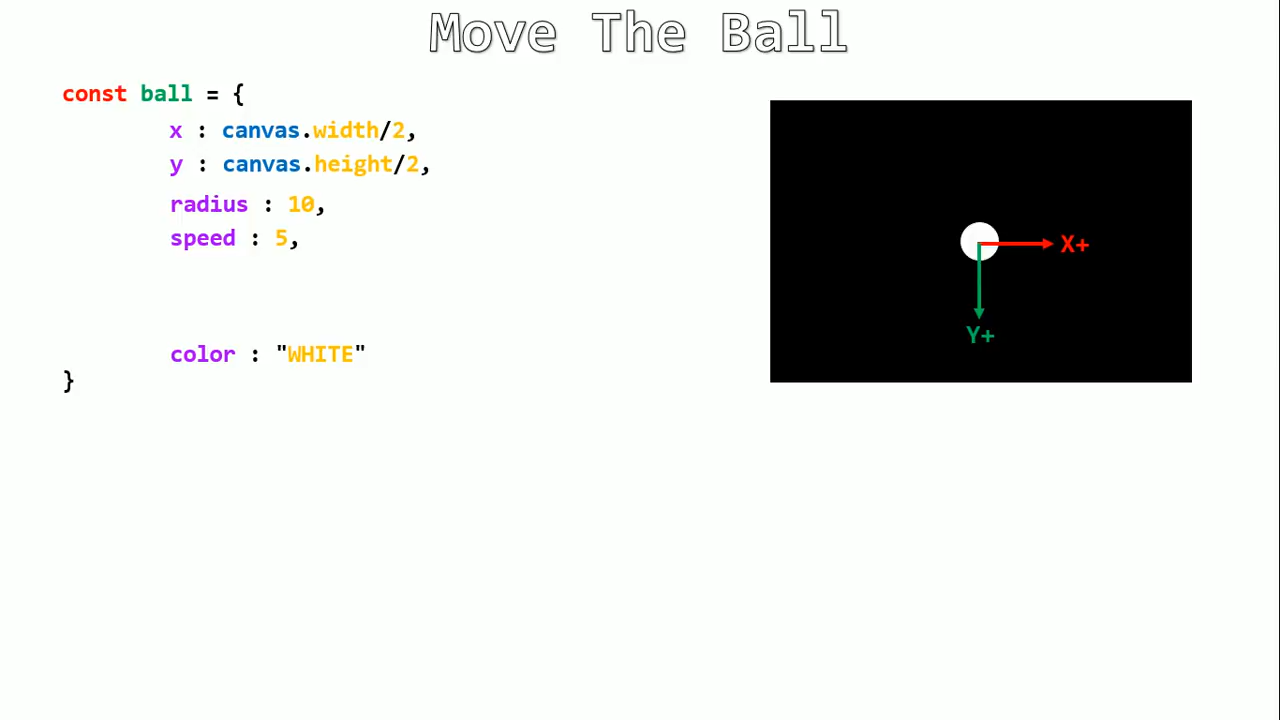 Move The Ball
const ball = {
x : canvas.width/2,
y : canvas.height/2,
radius : 10,
speed : 5,
color : "WHITE"
}
X+
Y+